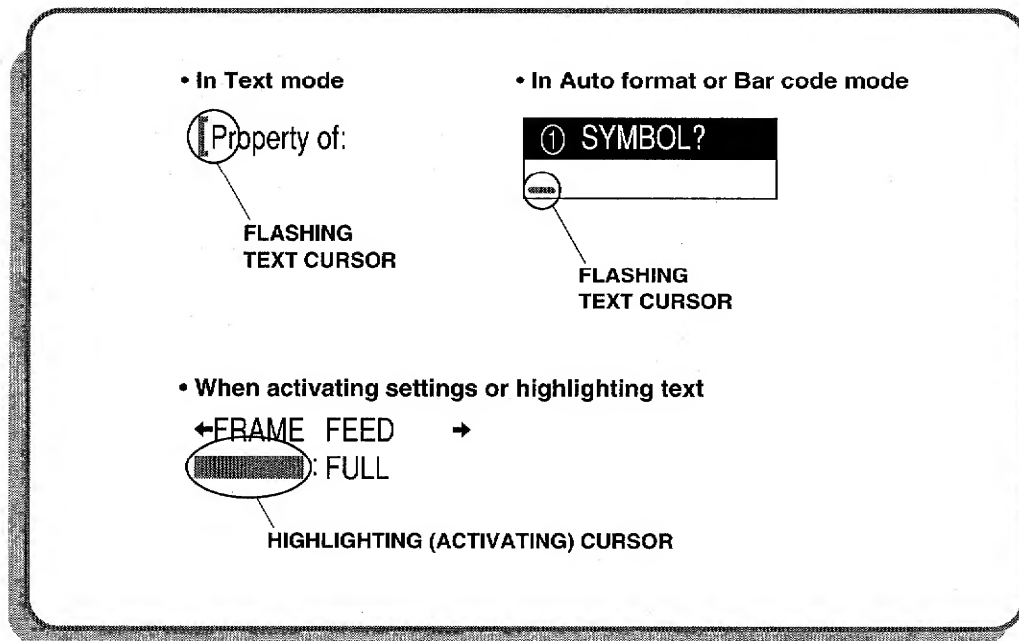 • In Text mode
Property of:
FLASHING
TEXT CURSOR
• In Auto format or Bar code mode
① SYMBOL?
FLASHING
TEXT CURSOR
• When activating settings or highlighting text
←FRAME FEED →
: FULL
HIGHLIGHTING (ACTIVATING) CURSOR